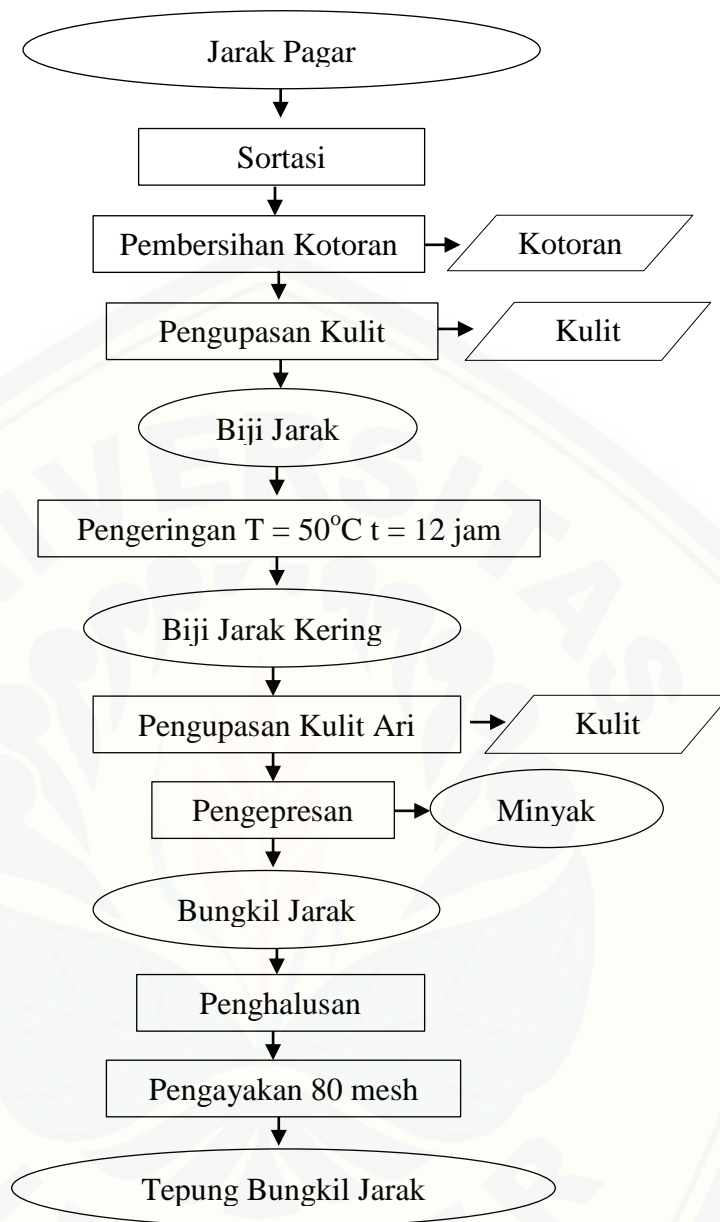 Jarak Pagar
Sortasi
Pembersihan Kotoran
Kotoran
Pengupasan Kulit
Kulit
Biji Jarak
Pengeringan T = 50°C t = 12 jam
Biji Jarak Kering
Pengupasan Kulit Ari
Kulit
Pengepresan
Minyak
Bungkil Jarak
Penghalusan
Pengayakan 80 mesh
Tepung Bungkil Jarak